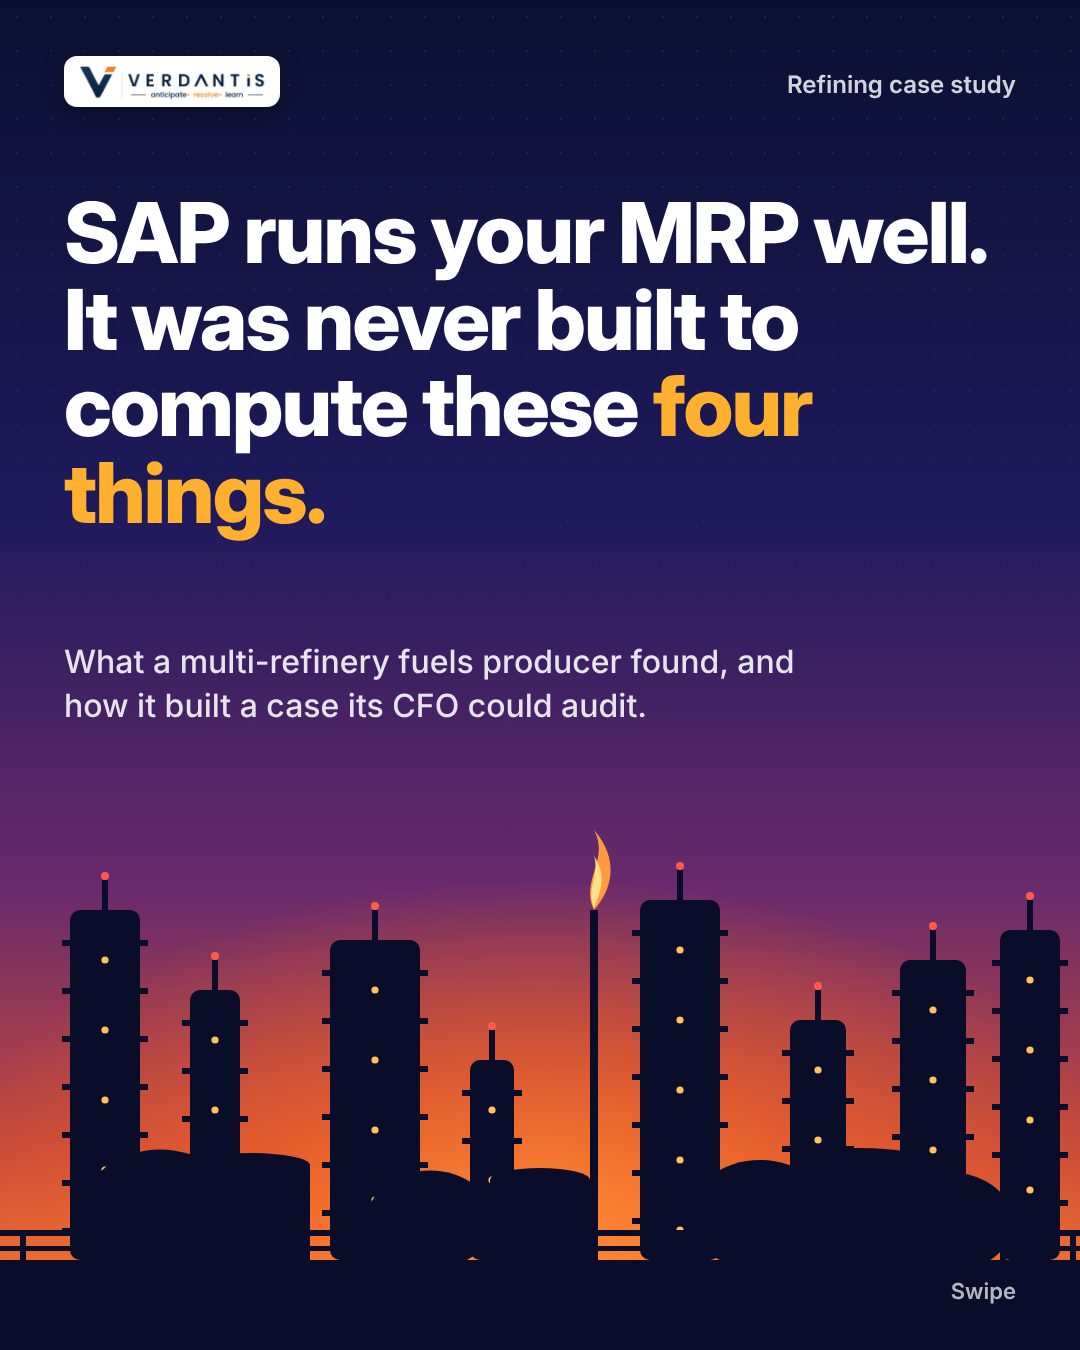 VERDANTIS
anticipate• resolve• learn
Refining case study
SAP runs your MRP well.
It was never built to
compute these four
things.
What a multi-refinery fuels producer found, and
how it built a case its CFO could audit.
Swipe